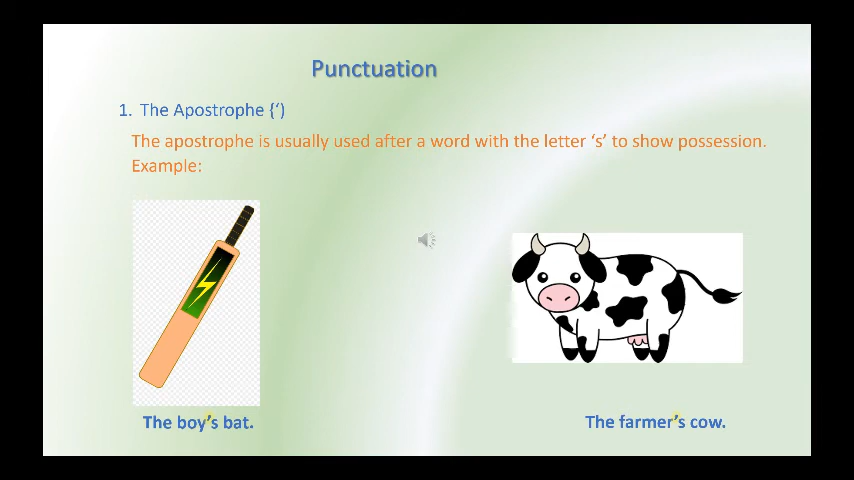 Punctuation
1. The Apostrophe {‘)
The apostrophe is usually used after a word with the letter ‘s’ to show possession.
Example:
The boy’s bat.
The farmer’s cow.